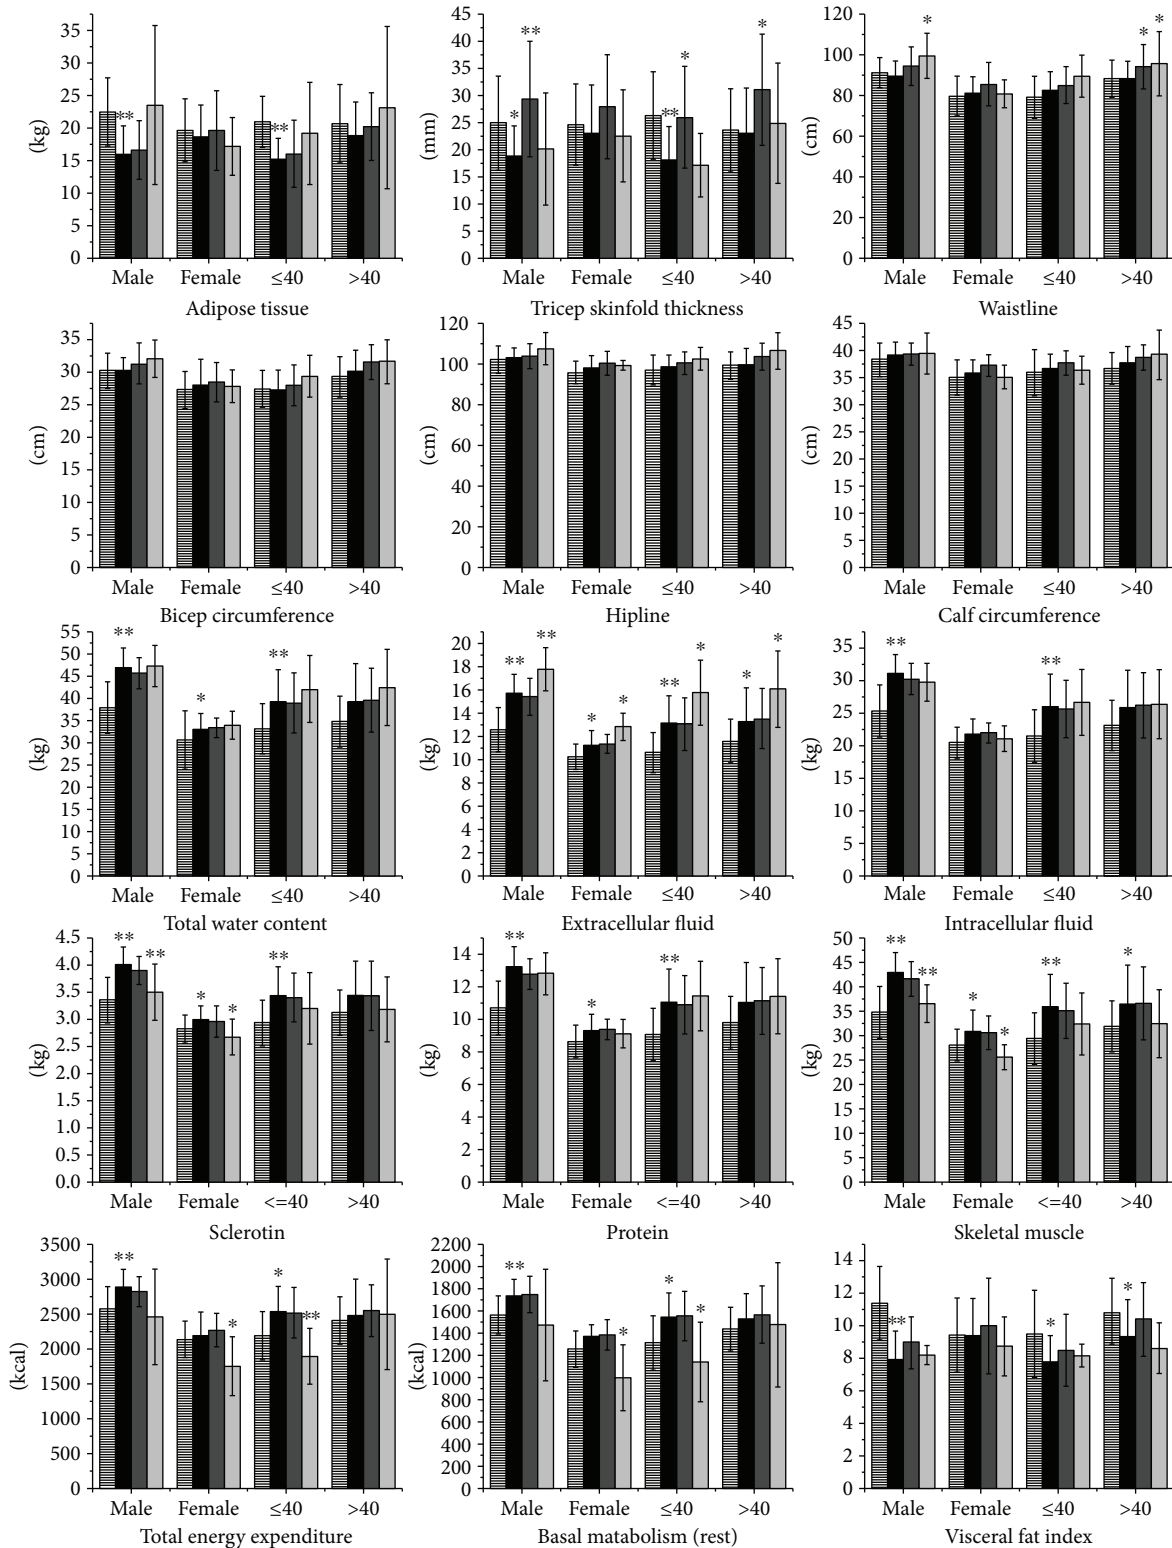 35
30
25
20
15
10
5
0
(kg)
** **
Male Female ≤40 >40
Adipose tissue
45
40
35
30
25
20
15
10
5
0
(mm)
* ** ** * *
Male Female ≤40 >40
Tricep skinfold thickness
120
100
80
60
40
20
0
(cm)
* * *
Male Female ≤40 >40
Waistline
35
30
25
20
15
10
5
0
(cm)
Male Female ≤40 >40
Bicep circumference
120
100
80
60
40
20
0
(cm)
Male Female ≤40 >40
Hipline
45
40
35
30
25
20
15
10
5
0
(cm)
Male Female ≤40 >40
Calf circumference
55
50
45
40
35
30
25
20
15
10
5
0
(kg)
** * **
Male Female ≤40 >40
Total water content
20
18
16
14
12
10
8
6
4
2
0
(kg)
** ** * * ** * * *
Male Female ≤40 >40
Extracellular fluid
35
30
25
20
15
10
5
0
(kg)
** **
Male Female ≤40 >40
Intracellular fluid
4.5
4.0
3.5
3.0
2.5
2.0
1.5
1.0
0.5
0.0
(kg)
** ** * * **
Male Female <=40 >40
Sclerotin
14
12
10
8
6
4
2
0
(kg)
** * **
Male Female <=40 >40
Protein
50
45
40
35
30
25
20
15
10
5
0
(kg)
** ** * * ** *
Male Female <=40 >40
Skeletal muscle
3500
3000
2500
2000
1500
1000
500
0
(kcal)
** * * **
Male Female ≤40 >40
Total energy expenditure
2200
2000
1800
1600
1400
1200
1000
800
600
400
200
0
(kcal)
** * * *
Male Female ≤40 >40
Basal matabolism (rest)
14
12
10
8
6
4
2
0
** * *
Male Female ≤40 >40
Visceral fat index